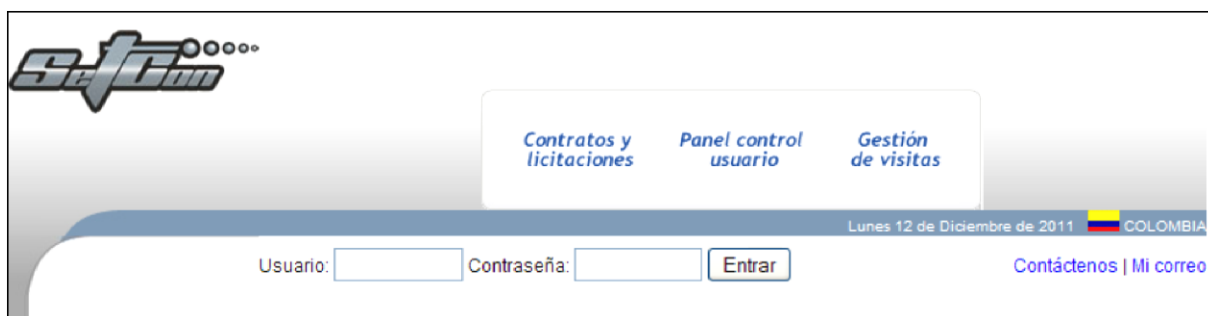 SetCon
Contratos y Panel control Gestión
licitaciones usuario de visitas
Lunes 12 de Diciembre de 2011 COLOMBIA
Usuario: Contraseña: Entrar Contáctenos | Mi correo